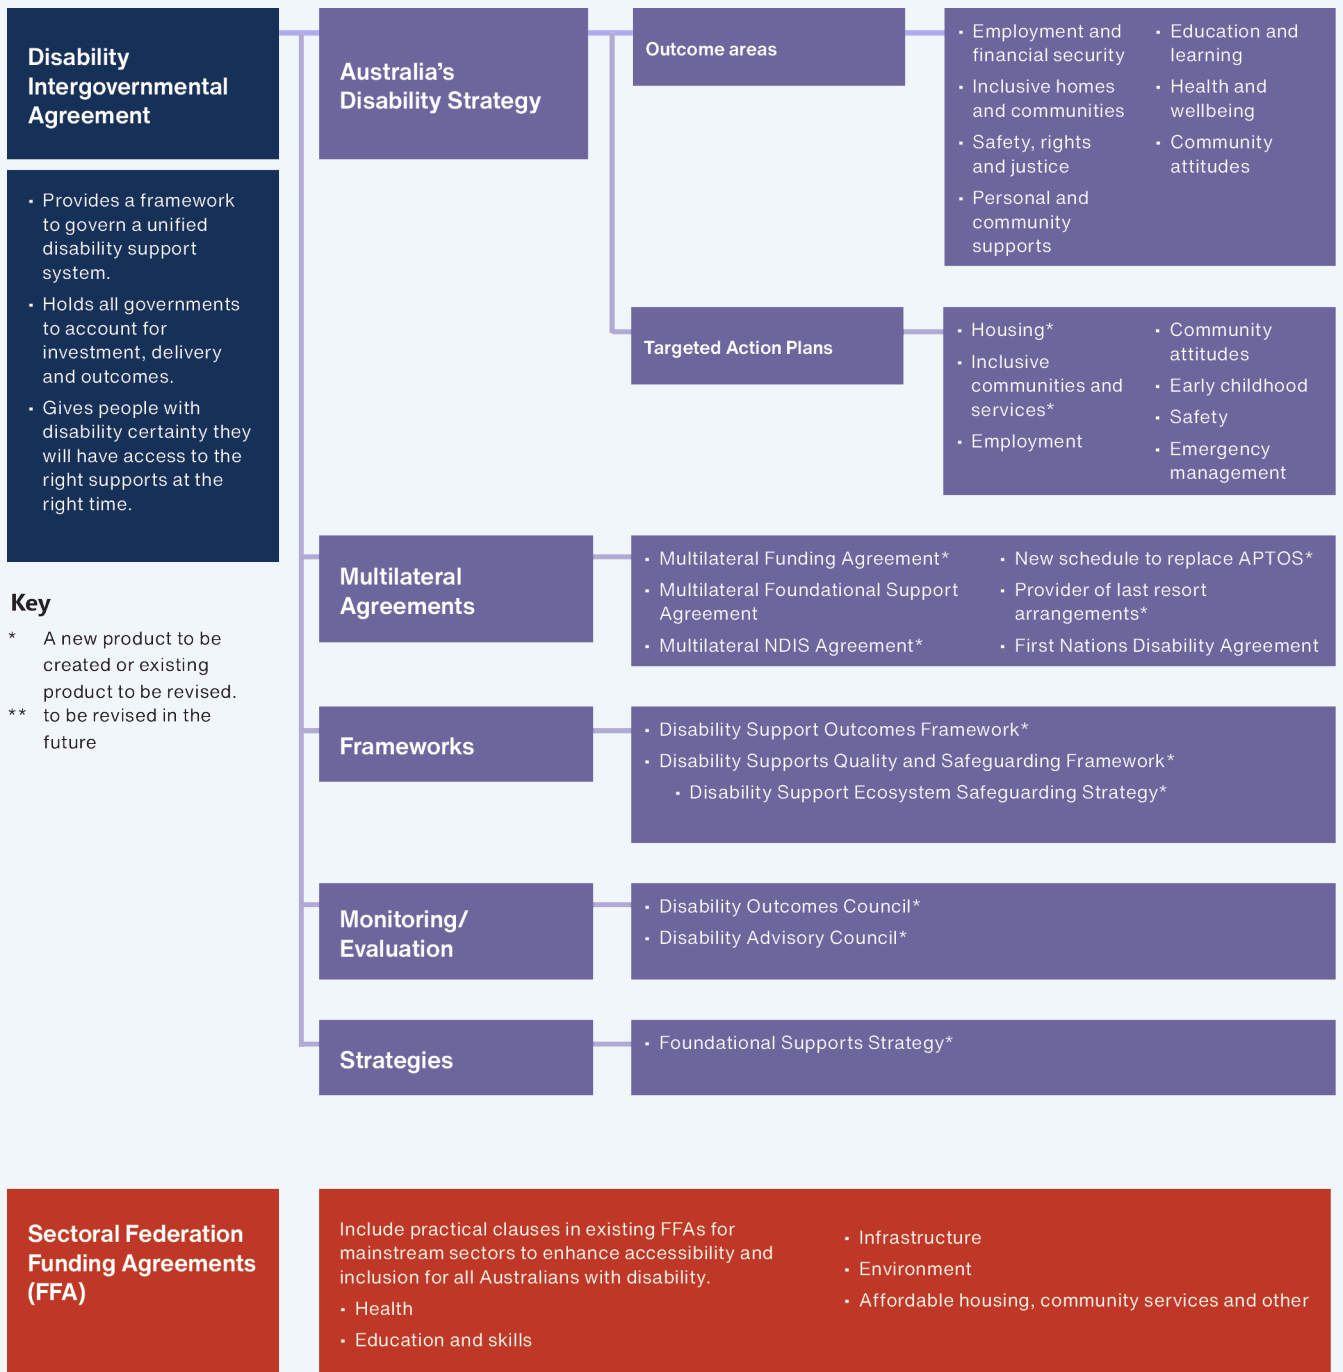 Disability
Intergovernmental
Agreement
• Provides a framework
to govern a unified
disability support
system.
• Holds all governments
to account for
investment, delivery
and outcomes.
• Gives people with
disability certainty they
will have access to the
right supports at the
right time.
Key
* A new product to be
created or existing
product to be revised.
** to be revised in the
future
Australia’s
Disability Strategy
Outcome areas
• Employment and
financial security
• Inclusive homes
and communities
• Safety, rights
and justice
• Personal and
community
supports
• Education and
learning
• Health and
wellbeing
• Community
attitudes
Targeted Action Plans
• Housing*
• Inclusive
communities and
services*
• Employment
• Community
attitudes
• Early childhood
• Safety
• Emergency
management
Multilateral
Agreements
• Multilateral Funding Agreement*
• Multilateral Foundational Support
Agreement
• Multilateral NDIS Agreement*
• New schedule to replace APTOS*
• Provider of last resort
arrangements*
• First Nations Disability Agreement
Frameworks
• Disability Support Outcomes Framework*
• Disability Supports Quality and Safeguarding Framework*
• Disability Support Ecosystem Safeguarding Strategy*
Monitoring/
Evaluation
• Disability Outcomes Council*
• Disability Advisory Council*
Strategies
• Foundational Supports Strategy*
Sectoral Federation
Funding Agreements
(FFA)
Include practical clauses in existing FFAs for
mainstream sectors to enhance accessibility and
inclusion for all Australians with disability.
• Health
• Education and skills
• Infrastructure
• Environment
• Affordable housing, community services and other